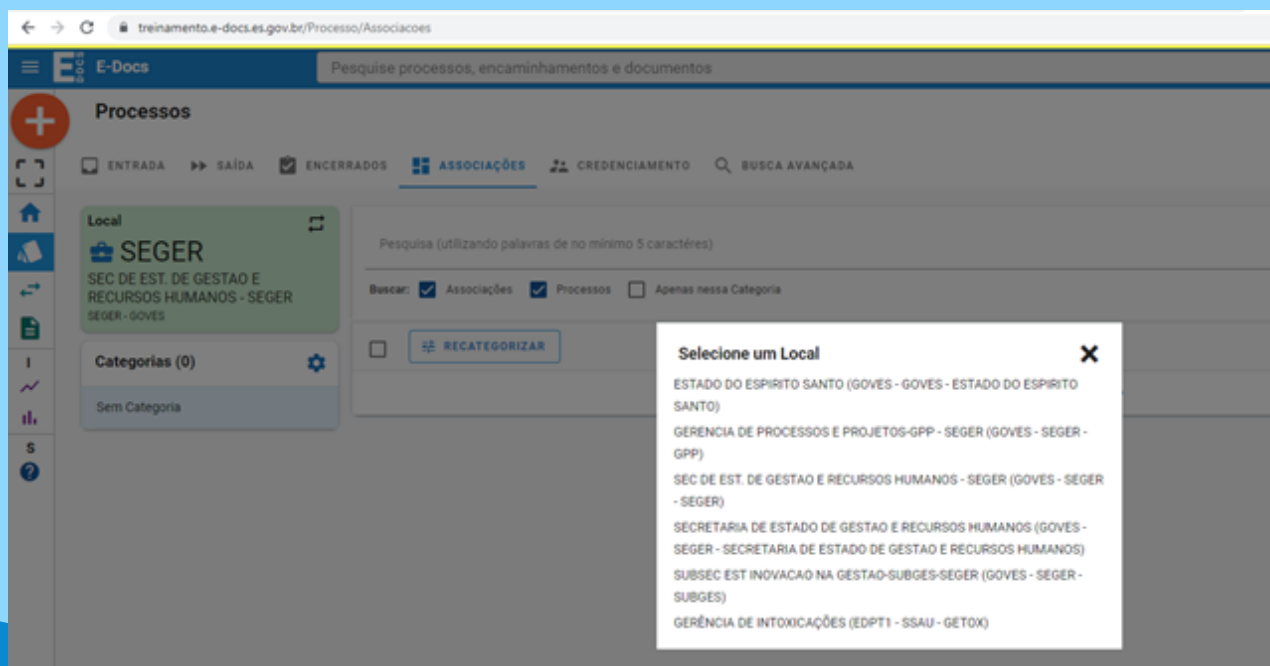 treinamento.e-docs.es.gov.br/Processo/Associacoes
E DOCS
E-Docs
Pesquise processos, encaminhamentos e documentos
Processos
ENTRADA
SAÍDA
ENCERRADOS
ASSOCIAÇÕES
CREDENCIAMENTO
BUSCA AVANÇADA
Local
SEGER
SEC DE EST. DE GESTAO E
RECURSOS HUMANOS - SEGER
SEGER - GOVES
Categorias (0)
Sem Categoria
I
S
?
Pesquisa (utilizando palavras de no mínimo 5 caractéres)
Buscar:
Associações
Processos
Apenas nessa Categoria
RECATEGORIZAR
Selecione um Local
ESTADO DO ESPIRITO SANTO (GOVES - GOVES - ESTADO DO ESPIRITO
SANTO)
GERENCIA DE PROCESSOS E PROJETOS-GPP - SEGER (GOVES - SEGER -
GPP)
SEC DE EST. DE GESTAO E RECURSOS HUMANOS - SEGER (GOVES - SEGER
- SEGER)
SECRETARIA DE ESTADO DE GESTAO E RECURSOS HUMANOS (GOVES -
SEGER - SECRETARIA DE ESTADO DE GESTAO E RECURSOS HUMANOS)
SUBSEC EST INOVACAO NA GESTAO-SUBGES-SEGER (GOVES - SEGER -
SUBGES)
GERÊNCIA DE INTOXICAÇÕES (EDPT1 - SSAU - GETOX)